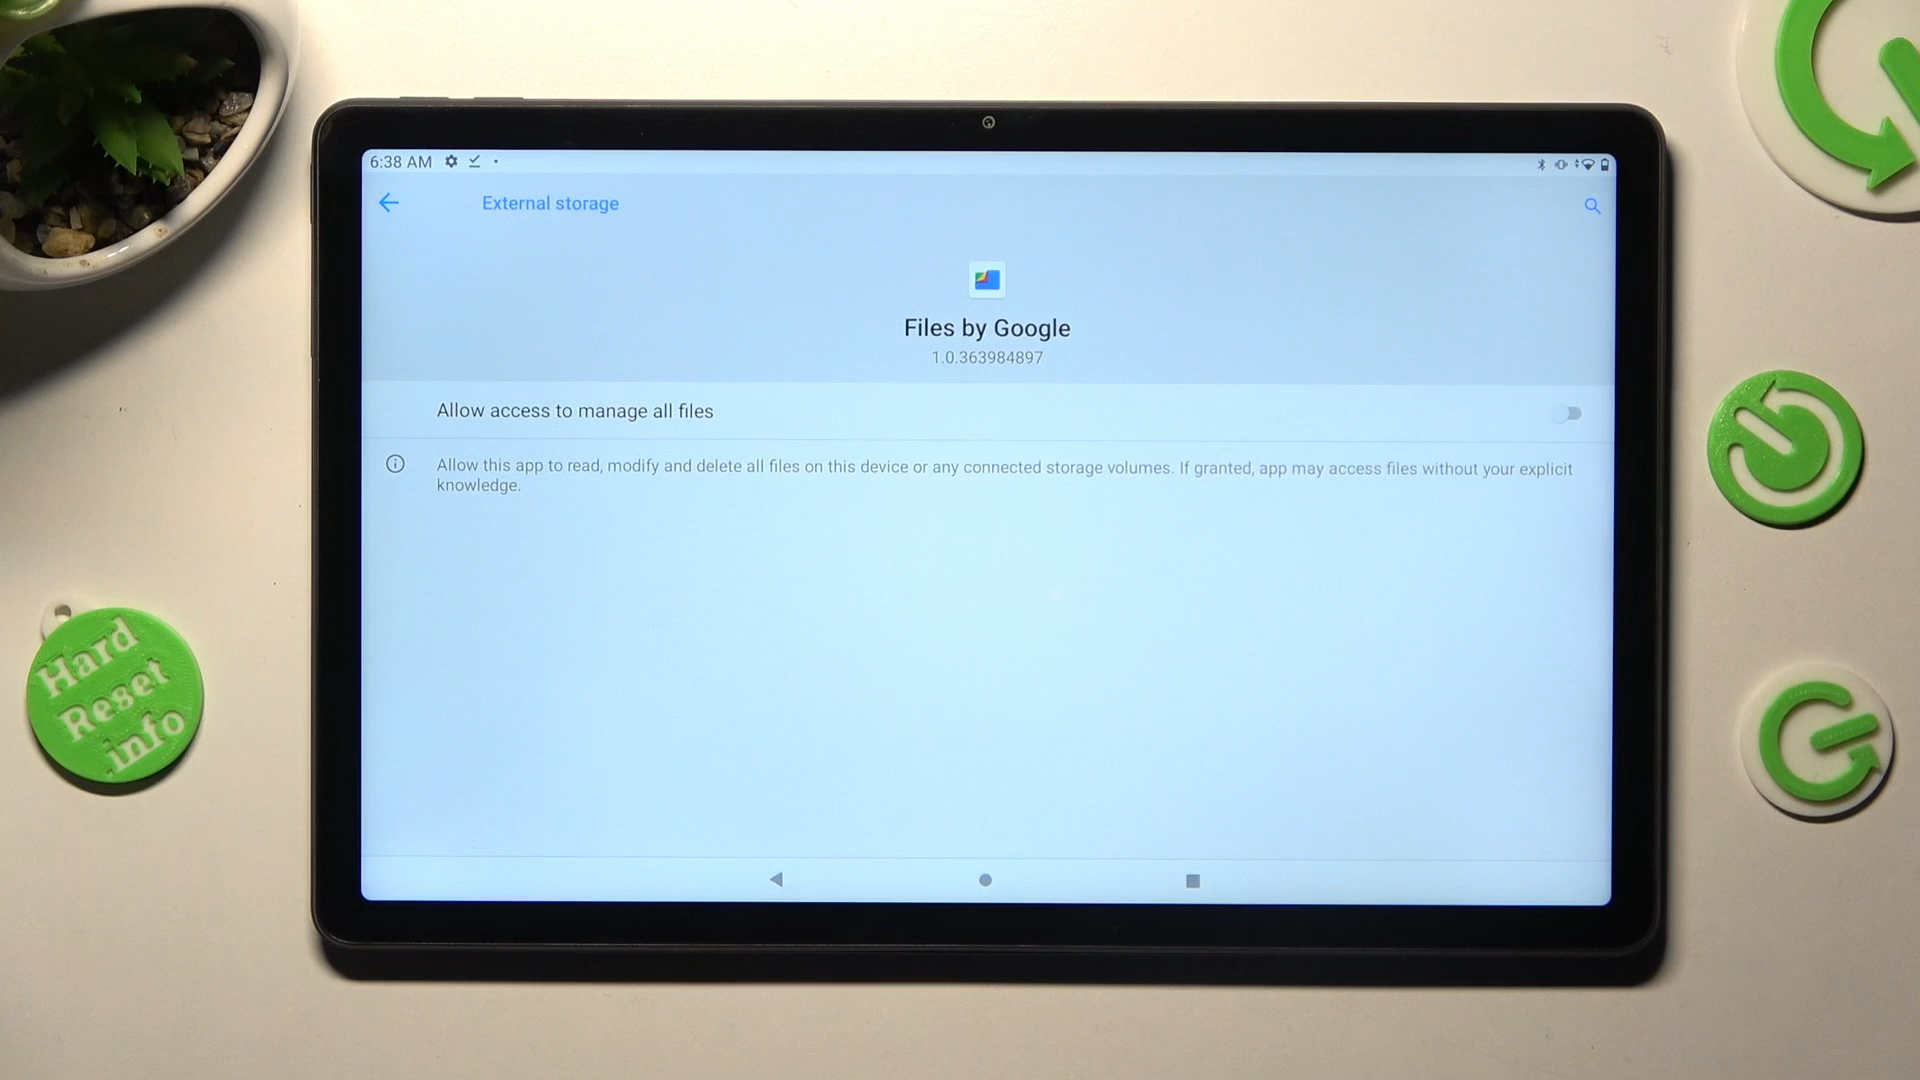 6:38 AM
External storage
Files by Google
1.0.363984897
Allow access to manage all files
Allow this app to read, modify and delete all files on this device or any connected storage volumes. If granted, app may access files without your explicit
knowledge.
Hard
Reset
.info